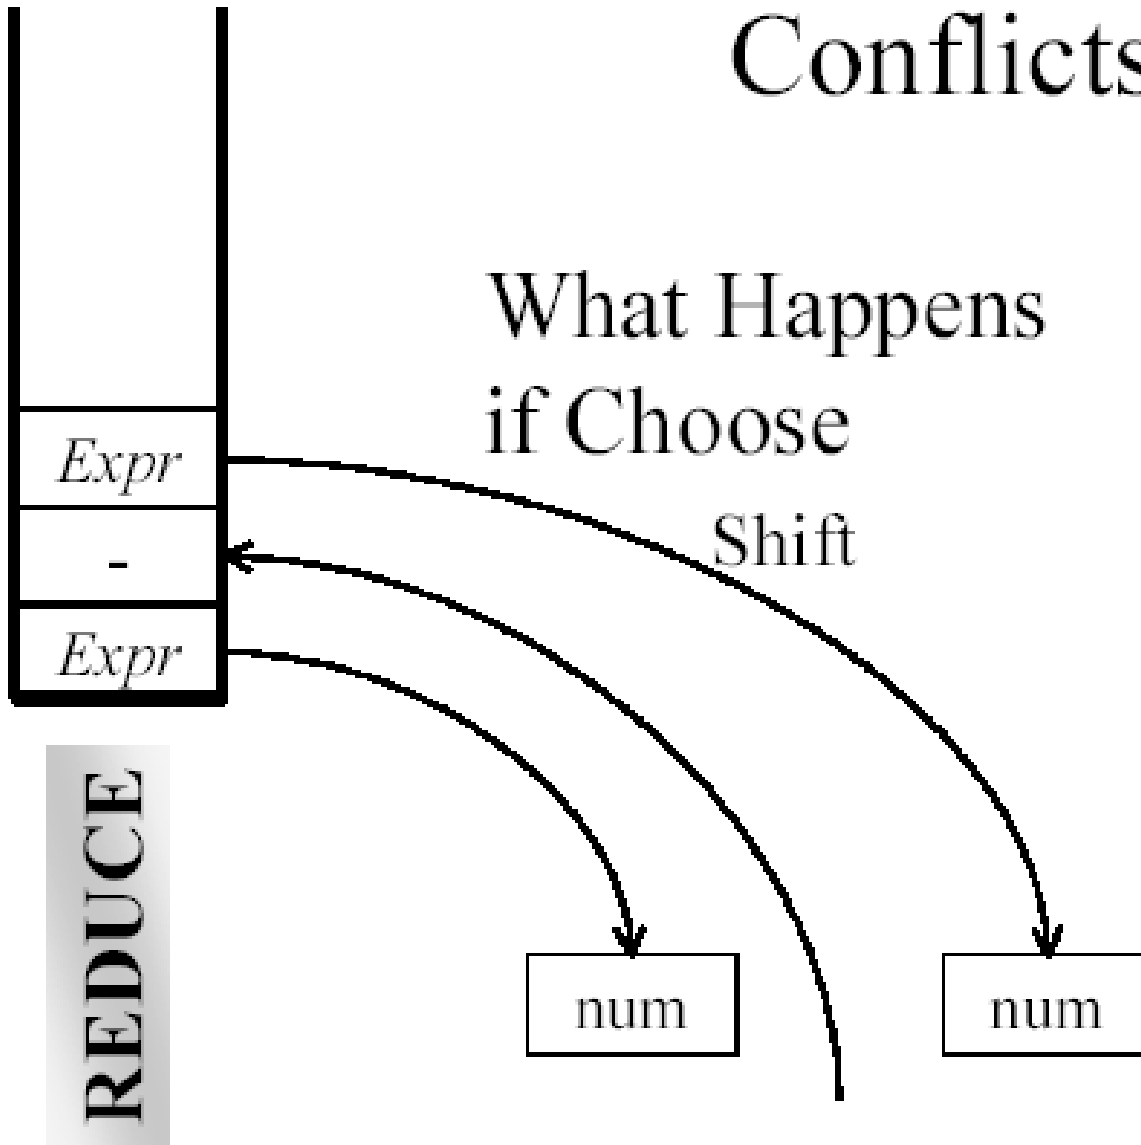 Conflicts
What Happens
if Choose
Shift
Expr
-
Expr
REDUCE
num
num